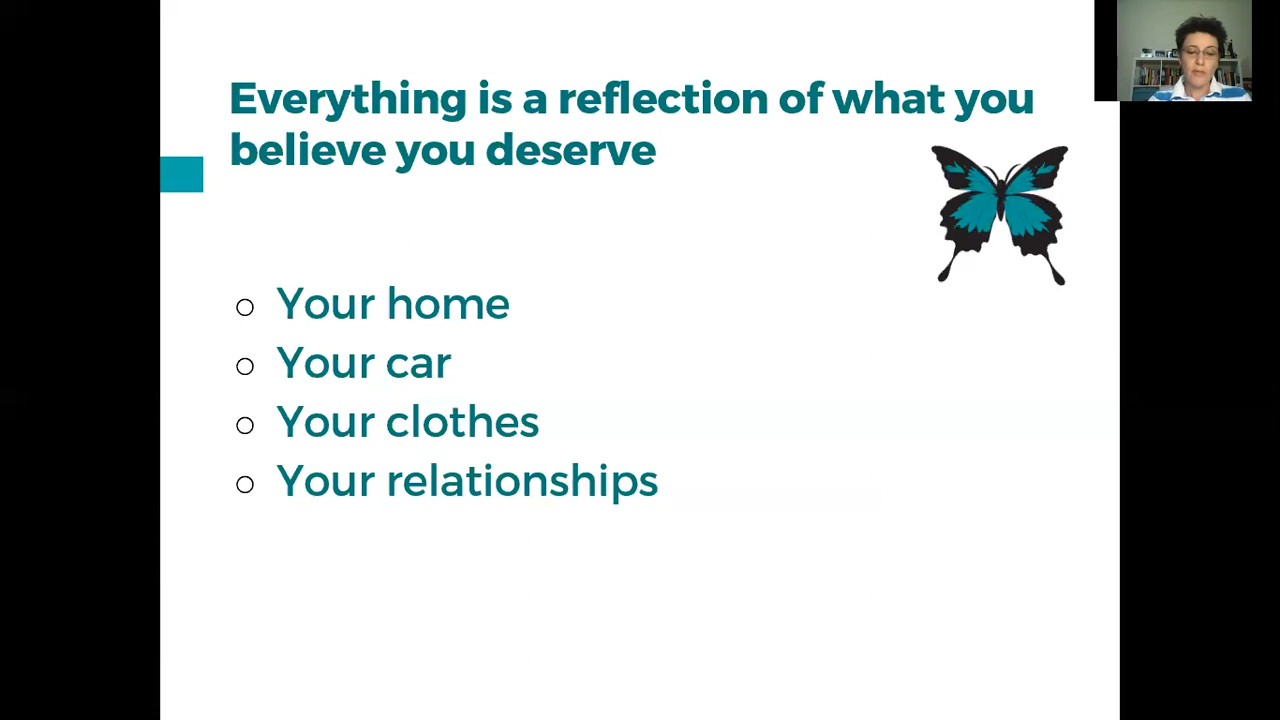 Everything is a reflection of what you
believe you deserve
Your home
Your car
Your clothes
Your relationships